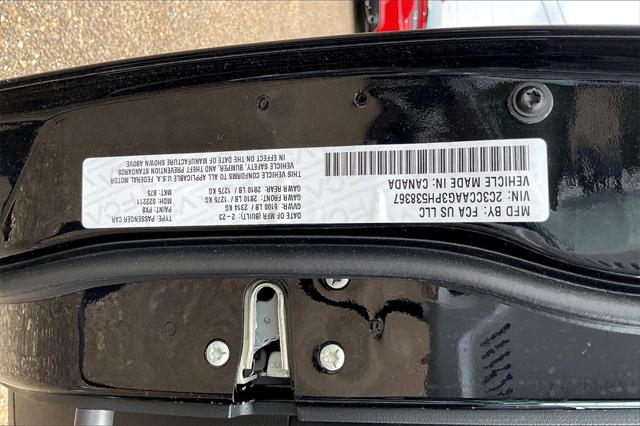 MFD BY: FCA US LLC
DATE OF MFR (BUILT): 2-23
GVWR: 5100 LB / 2314 KG
GAWR FRONT: 2810 LB / 1275 KG
GAWR REAR: 2810 LB / 1275 KG
THIS VEHICLE CONFORMS TO ALL APPLICABLE U.S.A. FEDERAL MOTOR
VEHICLE SAFETY, BUMPER, AND THEFT PREVENTION STANDARDS
IN EFFECT ON THE DATE OF MANUFACTURE SHOWN ABOVE
VIN: 2C3CCAAG3PH538367
VEHICLE MADE IN: CANADA
TYPE: PASSENGER CAR
PAINT: PX8
MDH: 022211
MKT: B75